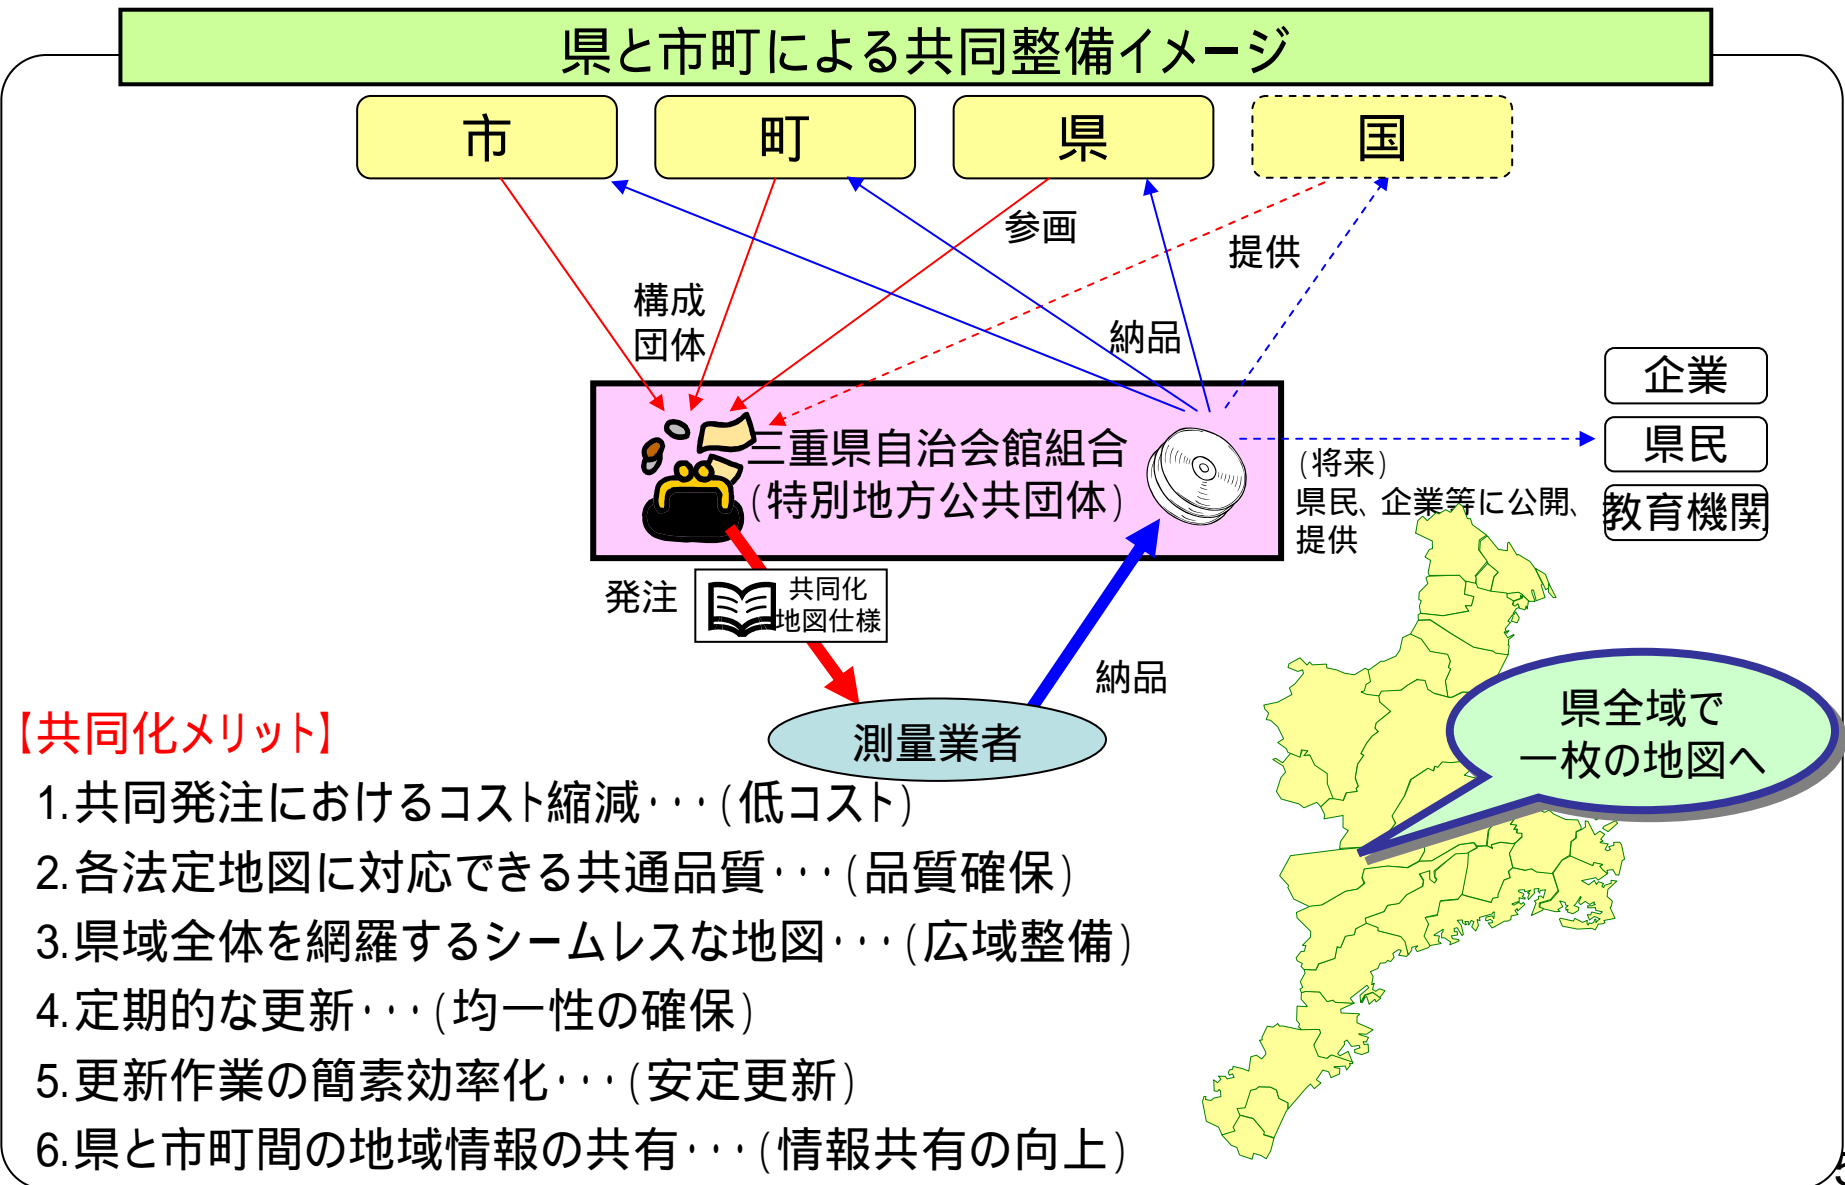 県と市町による共同整備イメージ
市
町
県
国
参画
提供
構成
団体
納品
三重県自治会館組合
(特別地方公共団体)
企業
県民
教育機関
(将来)
県民、企業等に公開、
提供
発注
共同化
地図仕様
納品
測量業者
県全域で
一枚の地図へ
【共同化メリット】
1.共同発注におけるコスト縮減･･･(低コスト)
2.各法定地図に対応できる共通品質･･･(品質確保)
3.県域全体を網羅するシームレスな地図･･･(広域整備)
4.定期的な更新･･･(均一性の確保)
5.更新作業の簡素効率化･･･(安定更新)
6.県と市町間の地域情報の共有･･･(情報共有の向上)